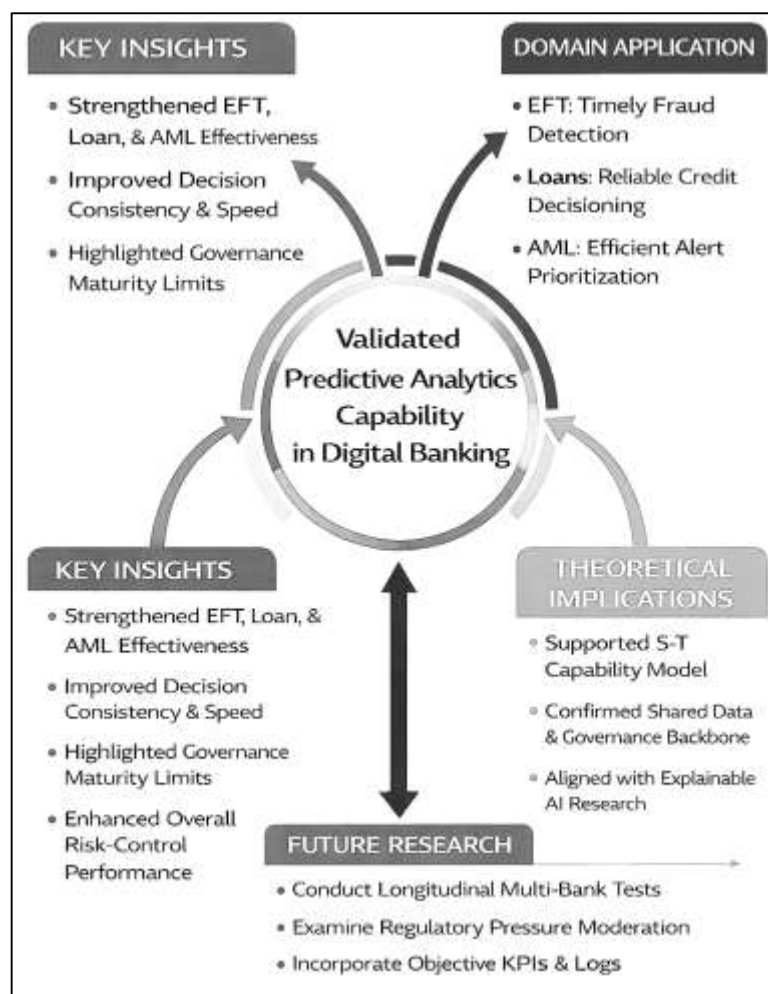 KEY INSIGHTS
• Strengthened EFT,
Loan, & AML Effectiveness
• Improved Decision
Consistency & Speed
• Highlighted Governance
Maturity Limits
DOMAIN APPLICATION
• EFT: Timely Fraud
Detection
• Loans: Reliable Credit
Decisioning
• AML: Efficient Alert
Prioritization
Validated
Predictive Analytics
Capability
in Digital Banking
KEY INSIGHTS
• Strengthened EFT, Loan, &
AML Effectiveness
• Improved Decision
Consistency & Speed
• Highlighted Governance
Maturity Limits
• Enhanced Overall
Risk-Control
Performance
THEORETICAL
IMPLICATIONS
• Supported S-T
Capability Model
• Confirmed Shared Data
& Governance Backbone
• Aligned with Explainable
AI Research
FUTURE RESEARCH
• Conduct Longitudinal Multi-Bank Tests
• Examine Regulatory Pressure Moderation
• Incorporate Objective KPIs & Logs